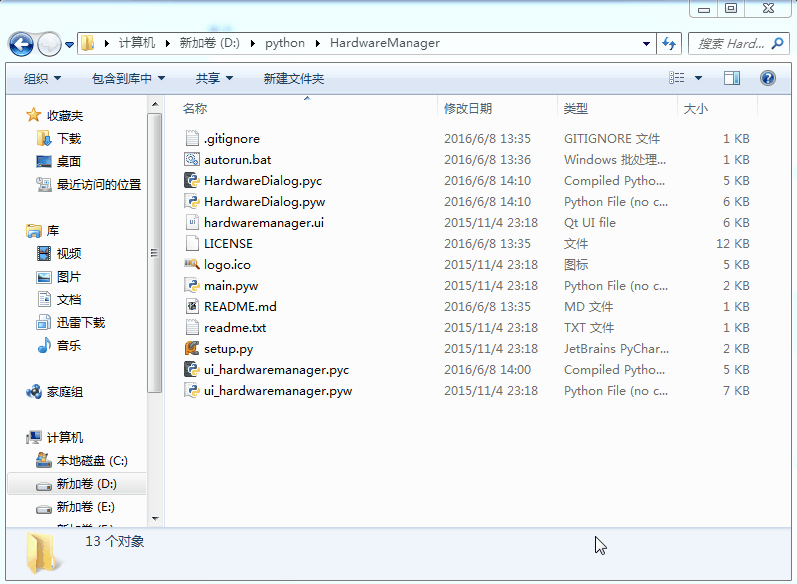 计算机 新加卷 (D:) python HardwareManager 搜索 Hard...
组织 包含到库中 共享 新建文件夹
收藏夹
下载
桌面
最近访问的位置
库
视频
图片
文档
迅雷下载
音乐
家庭组
计算机
本地磁盘 (C:)
新加卷 (D:)
新加卷 (E:)
名称 修改日期 类型 大小
.gitignore 2016/6/8 13:35 GITIGNORE 文件 1 KB
autorun.bat 2016/6/8 13:36 Windows 批处理... 1 KB
HardwareDialog.pyc 2016/6/8 14:10 Compiled Pytho... 5 KB
HardwareDialog.pyw 2016/6/8 14:10 Python File (no c... 6 KB
hardwaremanager.ui 2015/11/4 23:18 Qt UI file 6 KB
LICENSE 2016/6/8 13:35 文件 12 KB
logo.ico 2015/11/4 23:18 图标 5 KB
main.pyw 2015/11/4 23:18 Python File (no c... 2 KB
README.md 2016/6/8 13:35 MD 文件 1 KB
readme.txt 2015/11/4 23:18 TXT 文件 1 KB
setup.py 2015/11/4 23:18 JetBrains PyChar... 2 KB
ui_hardwaremanager.pyc 2016/6/8 14:00 Compiled Pytho... 5 KB
ui_hardwaremanager.pyw 2015/11/4 23:18 Python File (no c... 7 KB
13 个对象